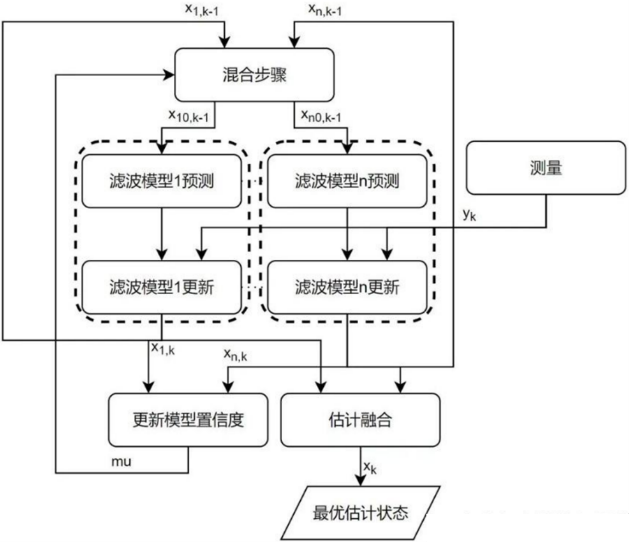 x1,k-1
xn,k-1
混合步骤
x10,k-1
xn0,k-1
滤波模型1预测
滤波模型n预测
测量
yk
滤波模型1更新
滤波模型n更新
x1,k
xn,k
更新模型置信度
估计融合
mu
xk
最优估计状态